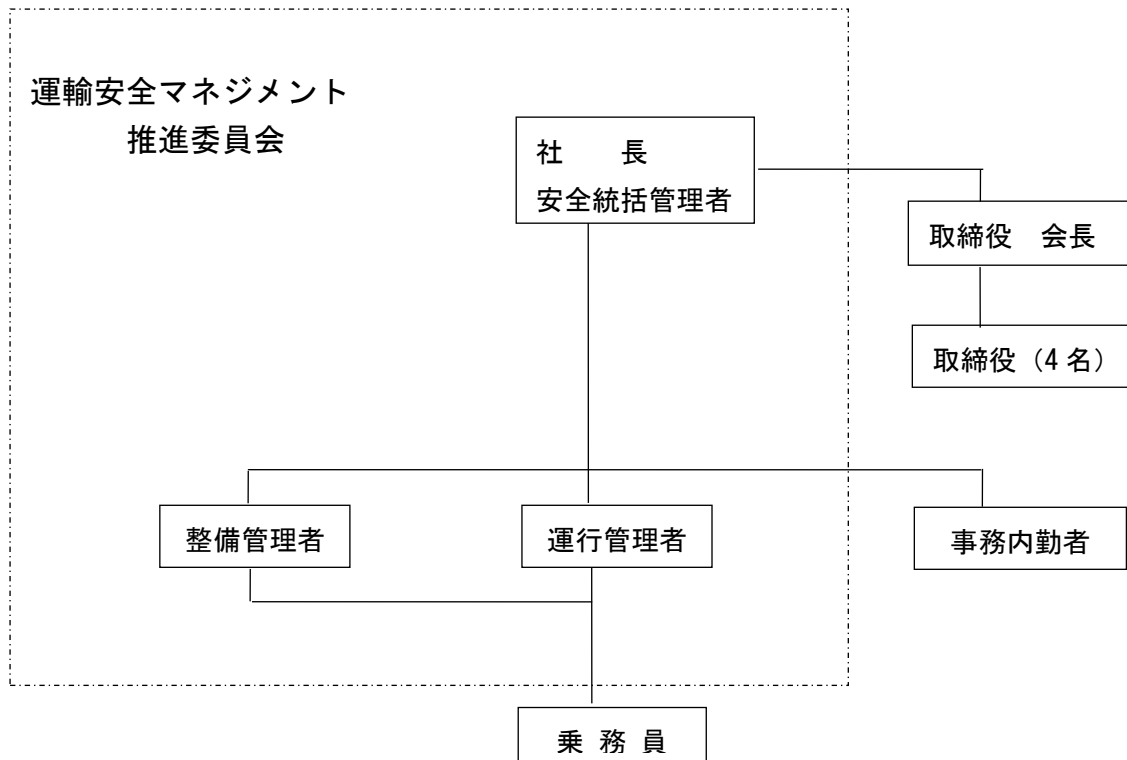 運輸安全マネジメント
推進委員会
社　　長
安全統括管理者
取締役　会長
取締役（4名）
整備管理者
運行管理者
事務内勤者
乗 務 員